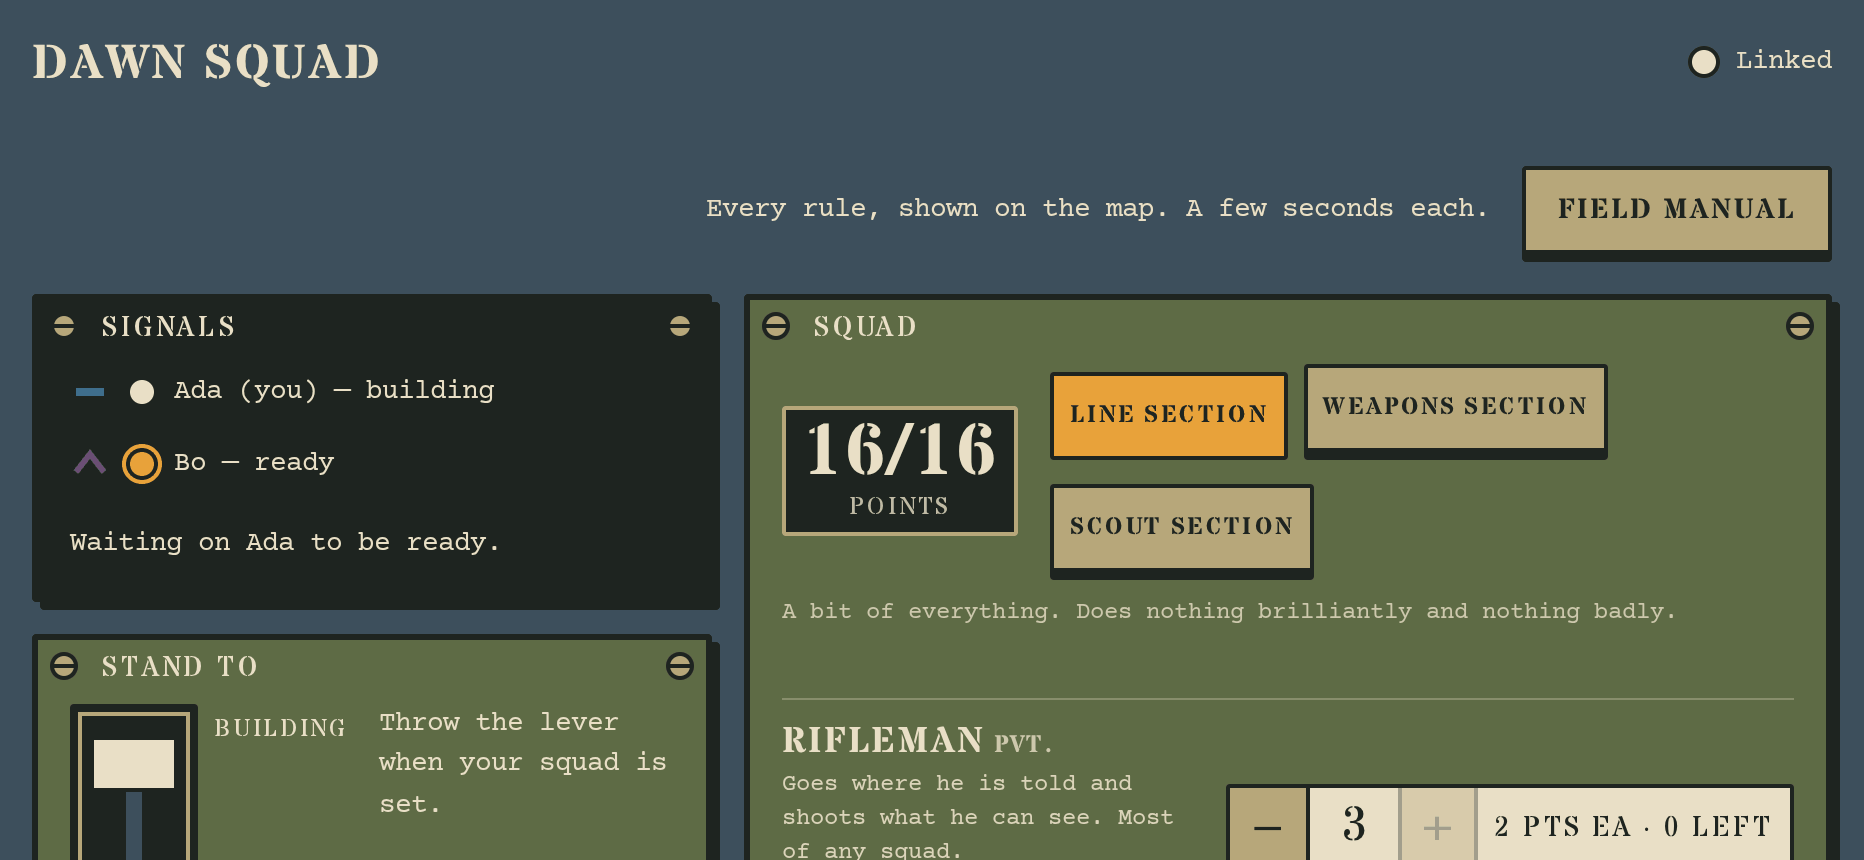 DAWN SQUAD
Linked
Every rule, shown on the map. A few seconds each.
FIELD MANUAL
SIGNALS
Ada (you) — building
Bo — ready
Waiting on Ada to be ready.
STAND TO
BUILDING
Throw the lever
when your squad is
set.
SQUAD
16/16
POINTS
LINE SECTION
WEAPONS SECTION
SCOUT SECTION
A bit of everything. Does nothing brilliantly and nothing badly.
RIFLEMAN PVT.
Goes where he is told and
shoots what he can see. Most
of any squad.
— 3 + 2 PTS EA · 0 LEFT